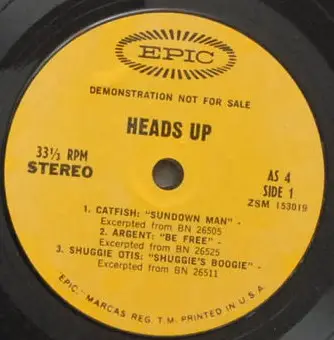 EPIC
DEMONSTRATION NOT FOR SALE
HEADS UP
33⅓ RPM
STEREO
AS 4
SIDE 1
ZSM 153019
1. CATFISH: "SUNDOWN MAN" -
Excerpted from BN 26505
2. ARGENT: "BE FREE" -
Excerpted from BN 26525
3. SHUGGIE OTIS: "SHUGGIE'S BOOGIE" -
Excerpted from BN 26511
"EPIC," MARCAS REG. T.M. PRINTED IN U.S.A.